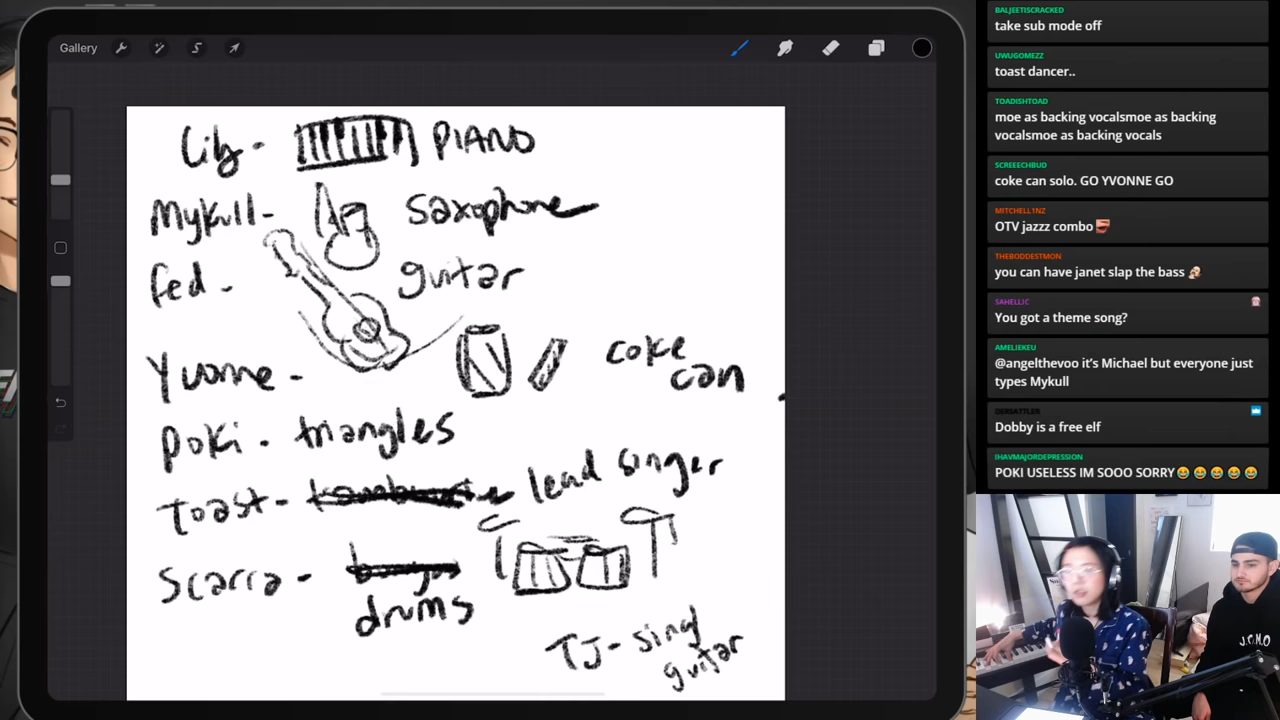 Gallery
Lily - PIANO
Mykull - saxophone
fed - guitar
Yvonne - coke can
poki - triangles
Toast - lead singer
Scarra -
drums
TJ - sing
guitar
BALJEETISCRACKED
take sub mode off
UWUGOMEZZ
toast dancer..
TOADISHTOAD
moe as backing vocalsmoe as backing
vocalsmoe as backing vocals
SCREECHBUD
coke can solo. GO YVONNE GO
MITCHELL1NZ
OTV jazzz combo
THEBODDESTMON
you can have janet slap the bass
SAHELLIC
You got a theme song?
AMELIEKEU
@angelthevoo it's Michael but everyone just
types Mykull
Dobby is a free elf
IHAVMAJORDEPRESSION
POKI USELESS IM SOOO SORRY😂😂😂😂😂
J.C.M.O